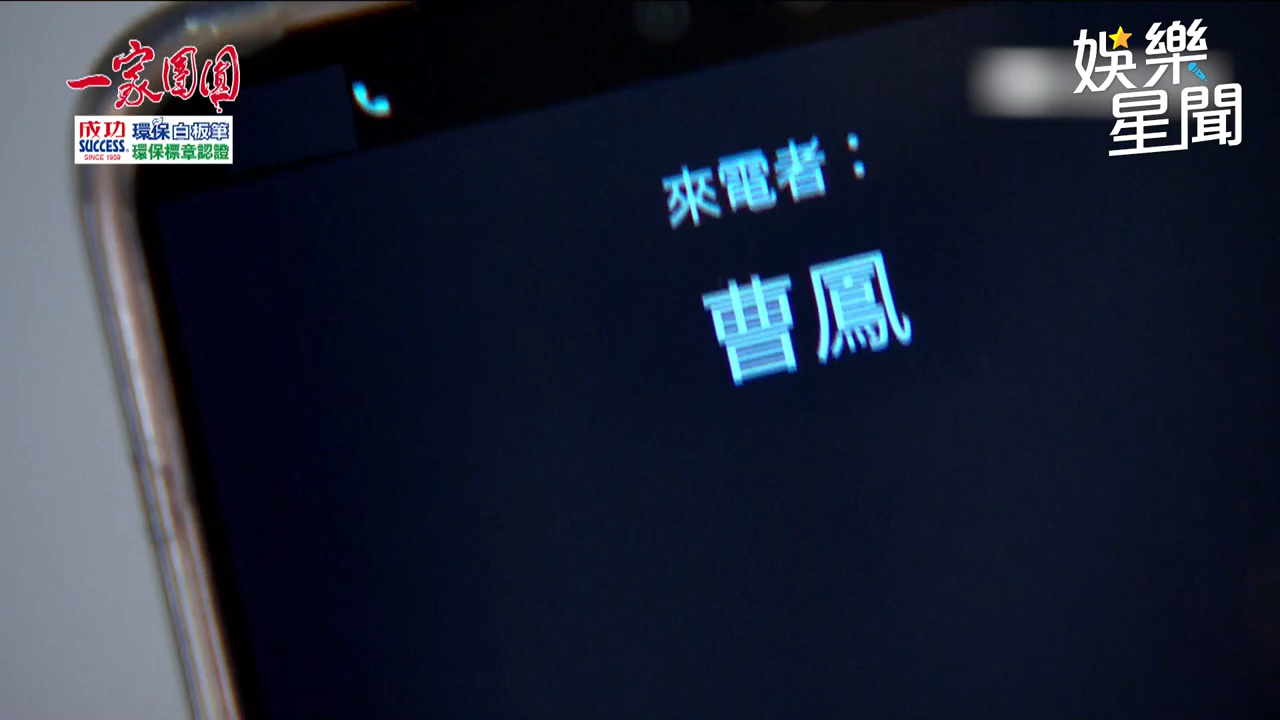 一家團圓
成功 環保白板筆
SUCCESS 環保標章認證
SINCE 1959
娛樂
星聞
來電者：
曹鳳